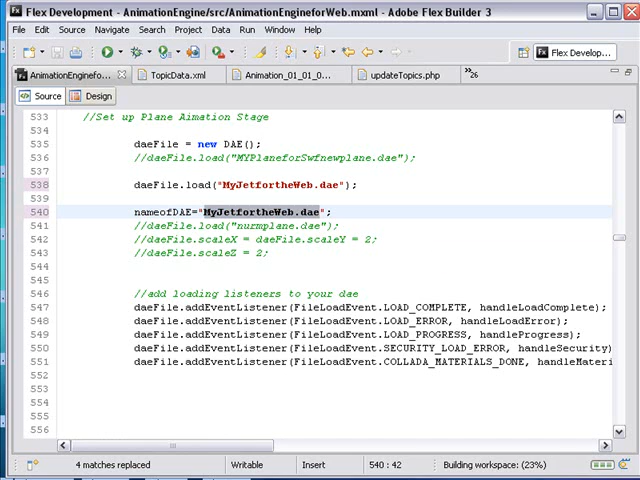 Flex Development - AnimationEngine/src/AnimationEngineforWeb.mxml - Adobe Flex Builder 3
File Edit Source Navigate Search Project Data Run Window Help
Flex Develop...
AnimationEnginefo... TopicData.xml Animation_01_01_0... updateTopics.php »26
Source Design
533 //Set up Plane Aimation Stage
534
535 daeFile = new DAE();
536 //daeFile.load("MYPlaneforSwfnewplane.dae");
537
538 daeFile.load("MyJetfortheWeb.dae");
539
540 nameofDAE="MyJetfortheWeb.dae";
541 //daeFile.load("nurmplane.dae");
542 //daeFile.scaleX = daeFile.scaleY = 2;
543 //daeFile.scaleZ = 2;
544
545
546 //add loading listeners to your dae
547 daeFile.addEventListener(FileLoadEvent.LOAD_COMPLETE, handleLoadComplete);
548 daeFile.addEventListener(FileLoadEvent.LOAD_ERROR, handleLoadError);
549 daeFile.addEventListener(FileLoadEvent.LOAD_PROGRESS, handleProgress);
550 daeFile.addEventListener(FileLoadEvent.SECURITY_LOAD_ERROR, handleSecurity)
551 daeFile.addEventListener(FileLoadEvent.COLLADA_MATERIALS_DONE, handleMateri
552
553
554
555
556
4 matches replaced Writable Insert 540 : 42 Building workspace: (23%)